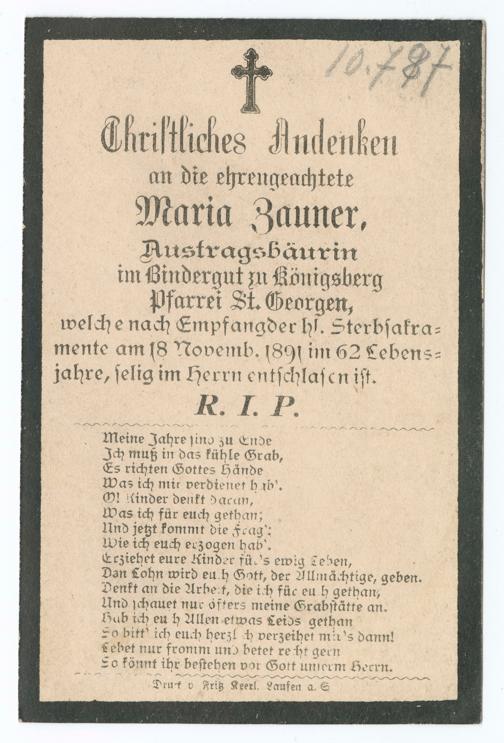 10.787
Christliches Andenken
an die ehrengeachtete
Maria Zauner,
Austragsbäurin
im Bindergut zu Königsberg
Pfarrei St. Georgen,
welche nach Empfang der hl. Sterbsakra-
mente am 18 Novemb. 1891 im 62 Lebens-
jahre, selig im Herrn entschlafen ist.
R. I. P.
Meine Jahre sind zu Ende
Ich muß in das kühle Grab,
Es richten Gottes Hände
Was ich mir verdienet hab'.
O! Kinder denkt daran,
Was ich für euch gethan;
Und jetzt kommt die Frag':
Wie ich euch erzogen hab'.
Erziehet eure Kinder für's ewig Leben,
Den Lohn wird euch Gott, der Allmächtige, geben.
Denkt an die Arbeit, die ich für euch gethan,
Und schauet nur öfters meine Grabstätte an.
Hab ich euch Allen etwas Leids gethan
So bitt' ich euch herzlich verzeihet mir's dann!
Lebet nur fromm und betet recht gern
So könnt ihr bestehen vor Gott unserm Herrn.
Druck v. Fritz Keerl. Laufen a. S